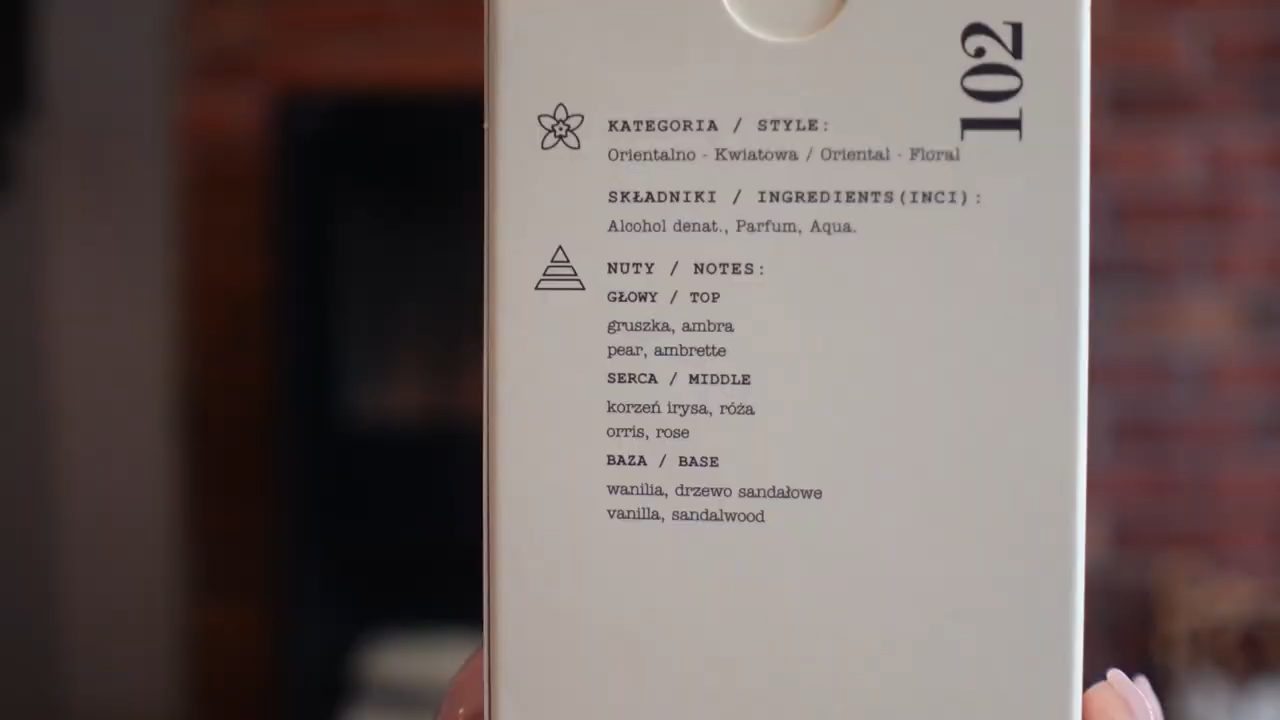 102
KATEGORIA / STYLE:
Orientalno - Kwiatowa / Oriental - Floral
SKŁADNIKI / INGREDIENTS(INCI):
Alcohol denat., Parfum, Aqua.
NUTY / NOTES:
GŁOWY / TOP
gruszka, ambra
pear, ambrette
SERCA / MIDDLE
korzeń irysa, róża
orris, rose
BAZA / BASE
wanilia, drzewo sandałowe
vanilla, sandalwood